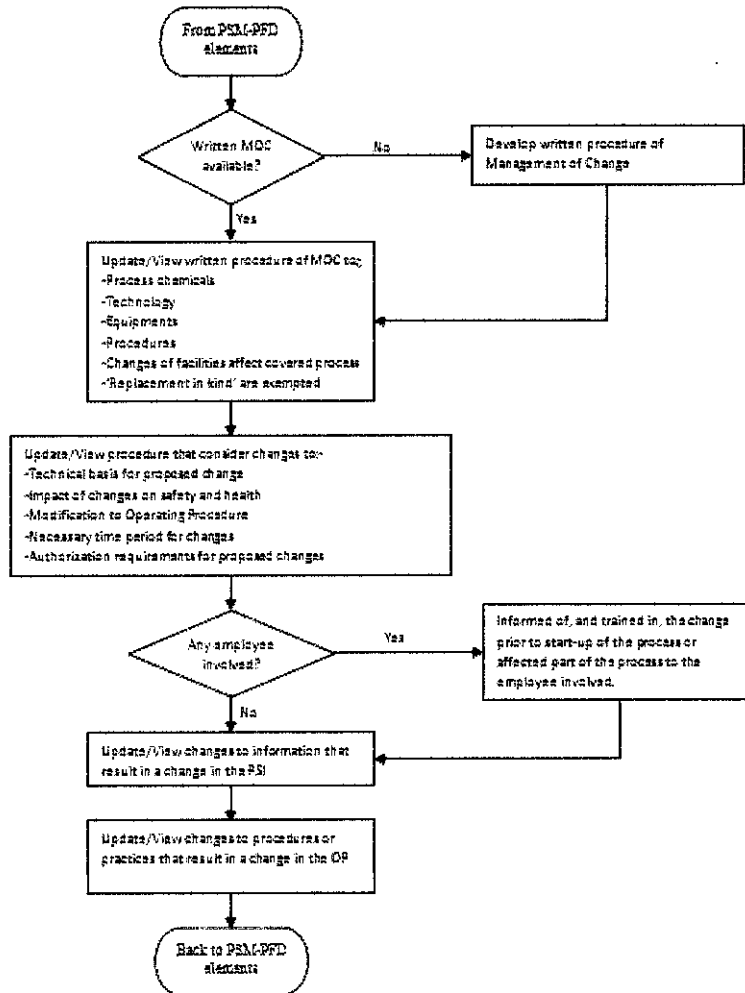 From PSM-PFD
elements
Written MOC
available?
No
Develop written procedure of
Management of Change
Yes
Update/View written procedure of MOC to;
-Process chemicals
-Technology
-Equipments
-Procedures
-Changes of facilities affect covered process
-'Replacement in kind' are exempted
Update/View procedure that consider changes to:-
-Technical basis for proposed change
-Impact of changes on safety and health
-Modification to Operating Procedure
-Necessary time period for changes
-Authorization requirements for proposed changes
Any employee
involved?
Yes
Informed of, and trained in, the change
prior to start-up of the process or
affected part of the process to the
employee involved.
No
Update/View changes to information that
result in a change in the PSI
Update/View changes to procedures or
practices that result in a change in the OP
Back to PSM-PFD
elements